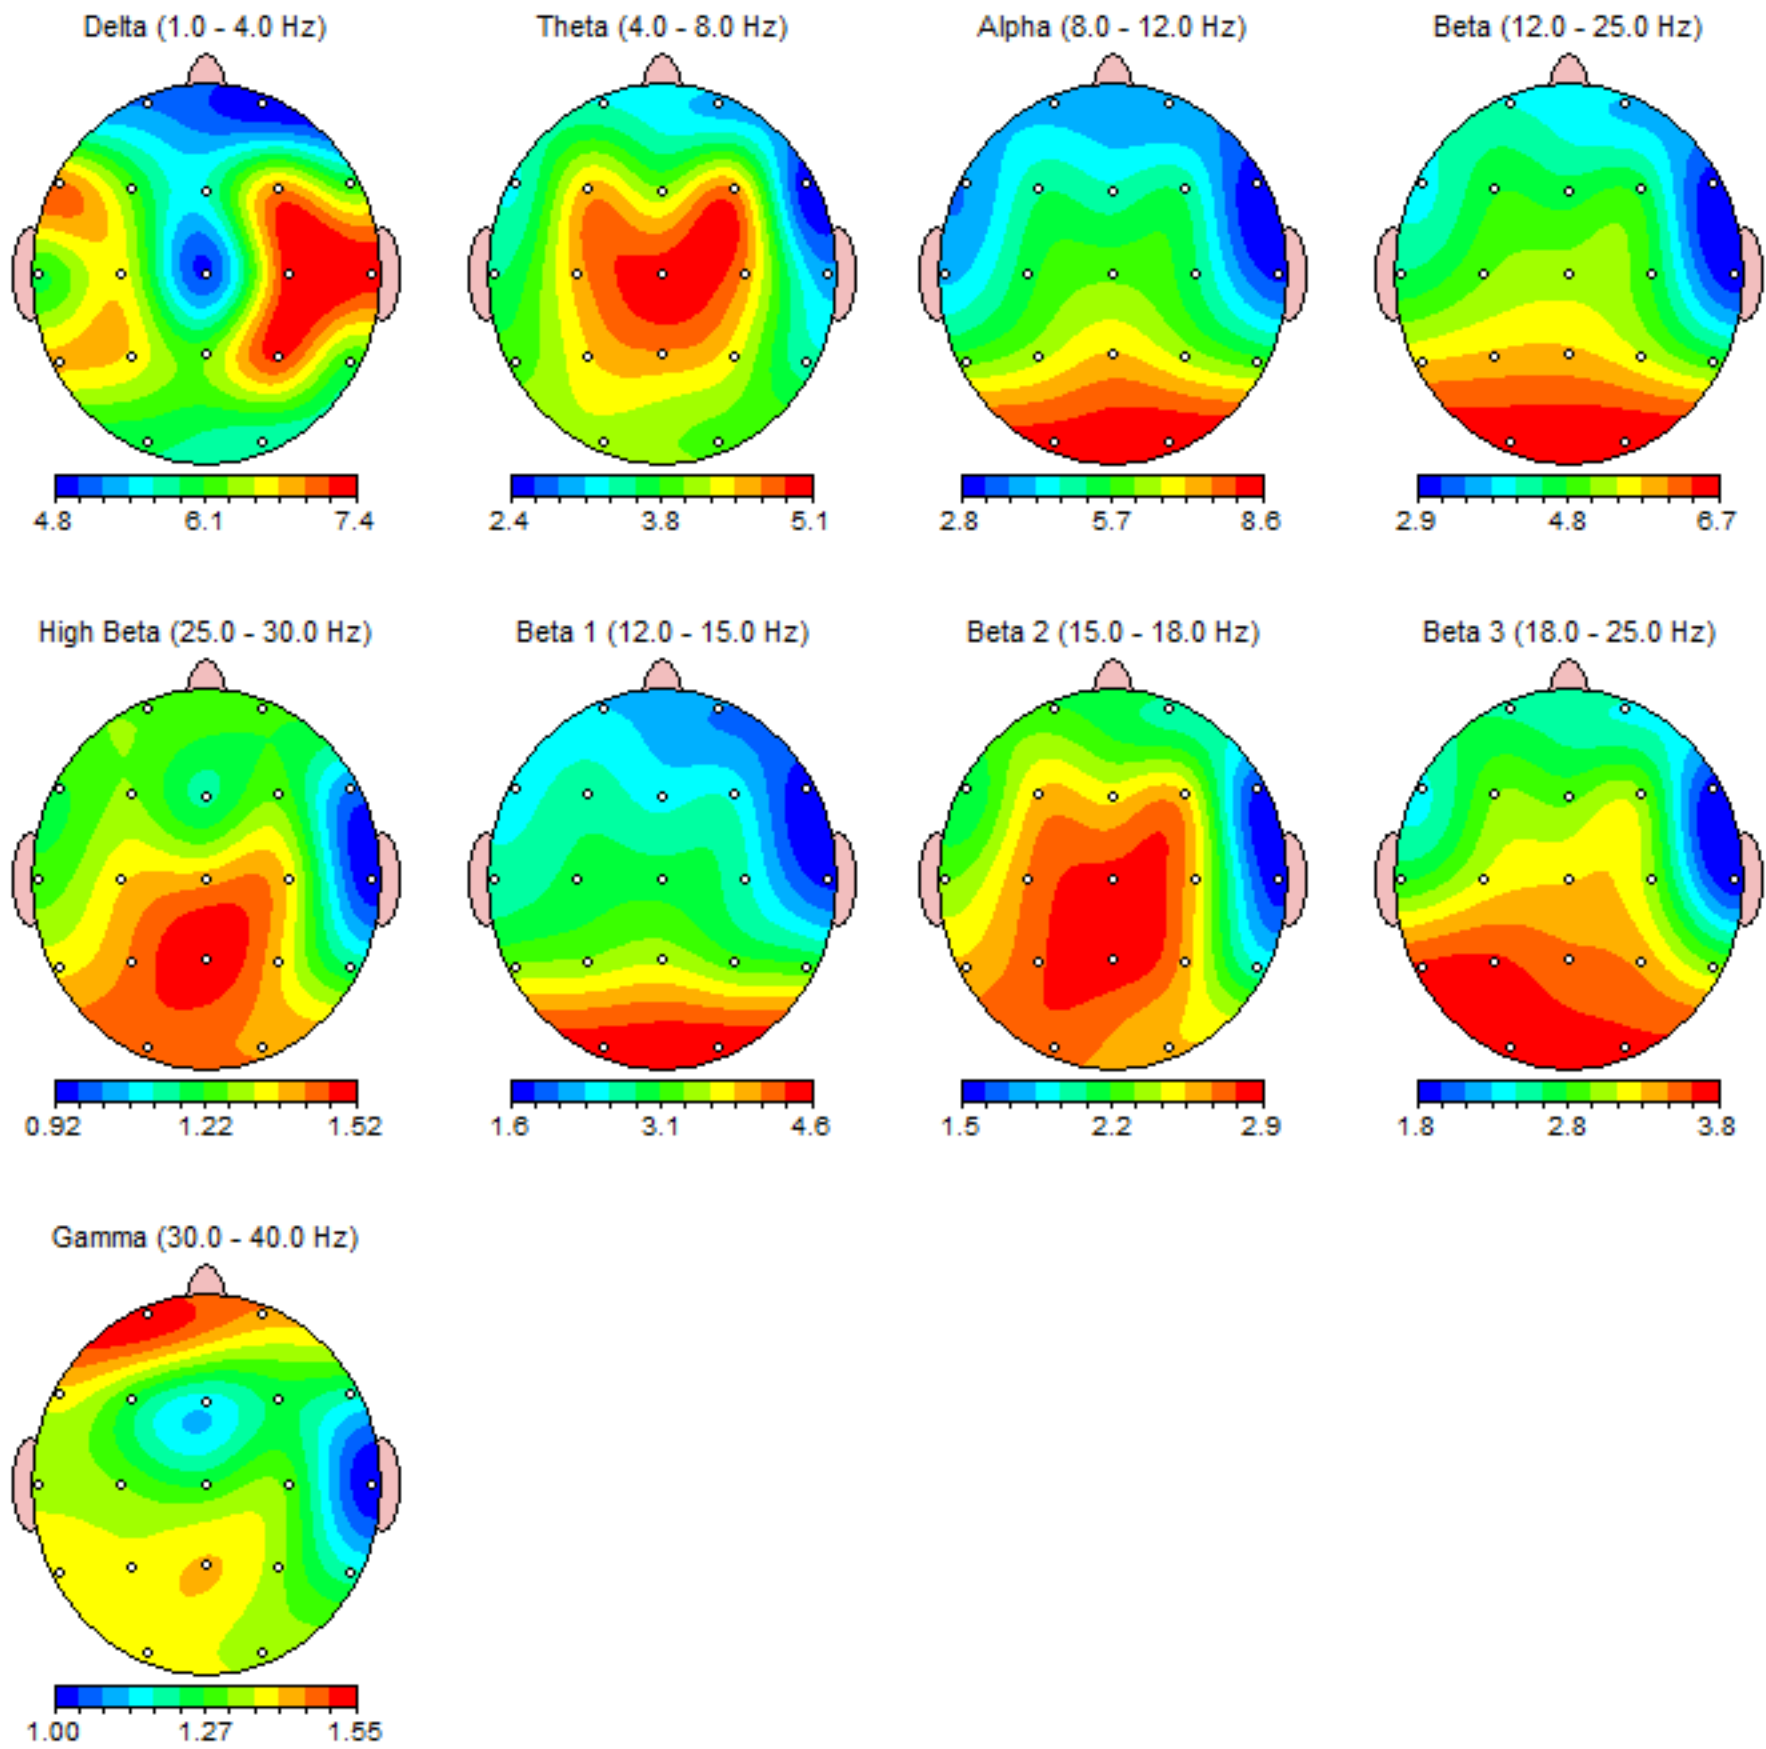 Delta (1.0 - 4.0 Hz)
Theta (4.0 - 8.0 Hz)
Alpha (8.0 - 12.0 Hz)
Beta (12.0 - 25.0 Hz)
4.8 6.1 7.4
2.4 3.8 5.1
2.8 5.7 8.6
2.9 4.8 6.7
High Beta (25.0 - 30.0 Hz)
Beta 1 (12.0 - 15.0 Hz)
Beta 2 (15.0 - 18.0 Hz)
Beta 3 (18.0 - 25.0 Hz)
0.92 1.22 1.52
1.6 3.1 4.6
1.5 2.2 2.9
1.8 2.8 3.8
Gamma (30.0 - 40.0 Hz)
1.00 1.27 1.55